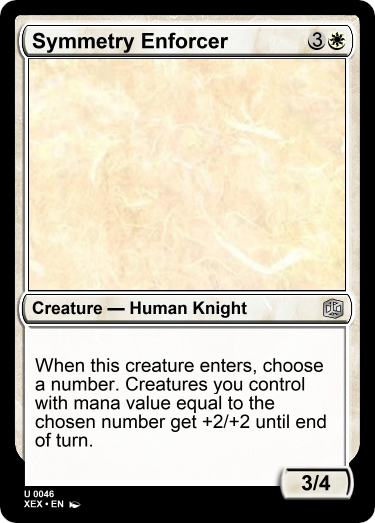 Symmetry Enforcer 3
Creature — Human Knight
When this creature enters, choose
a number. Creatures you control
with mana value equal to the
chosen number get +2/+2 until end
of turn.
3/4
U 0046
XEX • EN